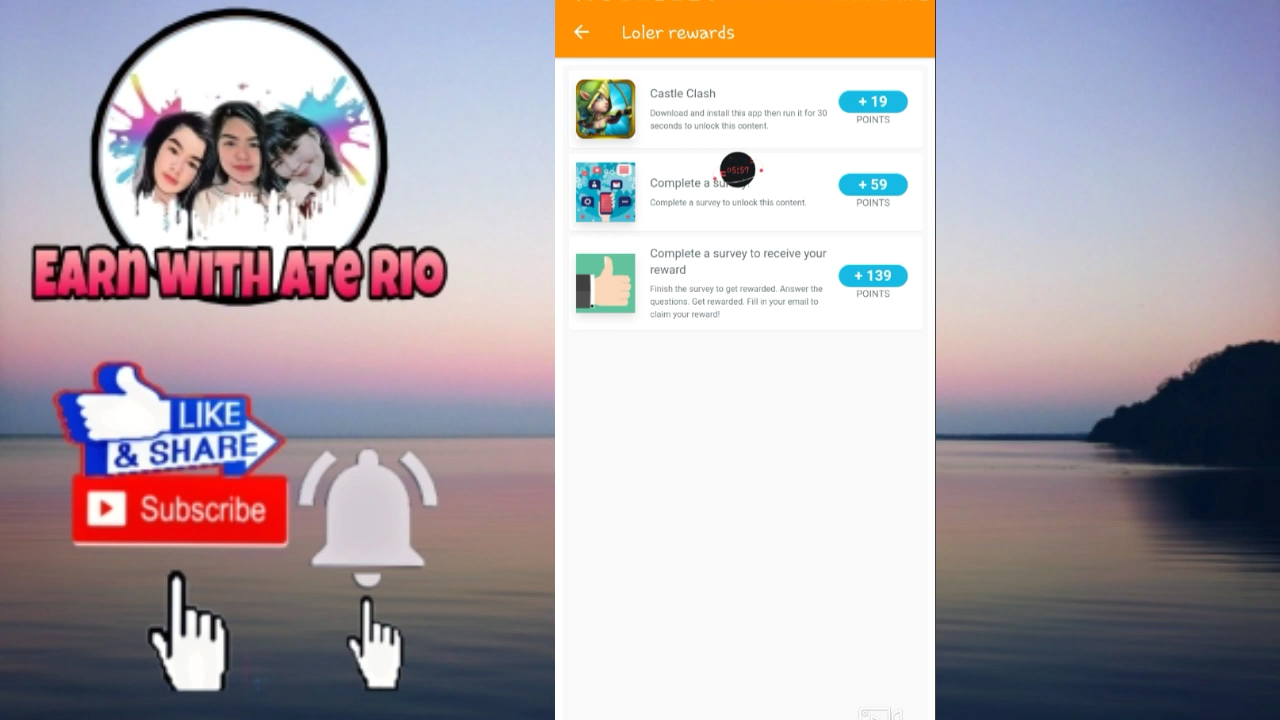 EARN WITH ATE RIO
LIKE
& SHARE
Subscribe
Loler rewards
Castle Clash
Download and install this app then run it for 30
seconds to unlock this content.
+ 19
POINTS
05:57
Complete a
Complete a survey to unlock this content.
+ 59
POINTS
Complete a survey to receive your
reward
Finish the survey to get rewarded. Answer the
questions. Get rewarded. Fill in your email to
claim your reward!
+ 139
POINTS